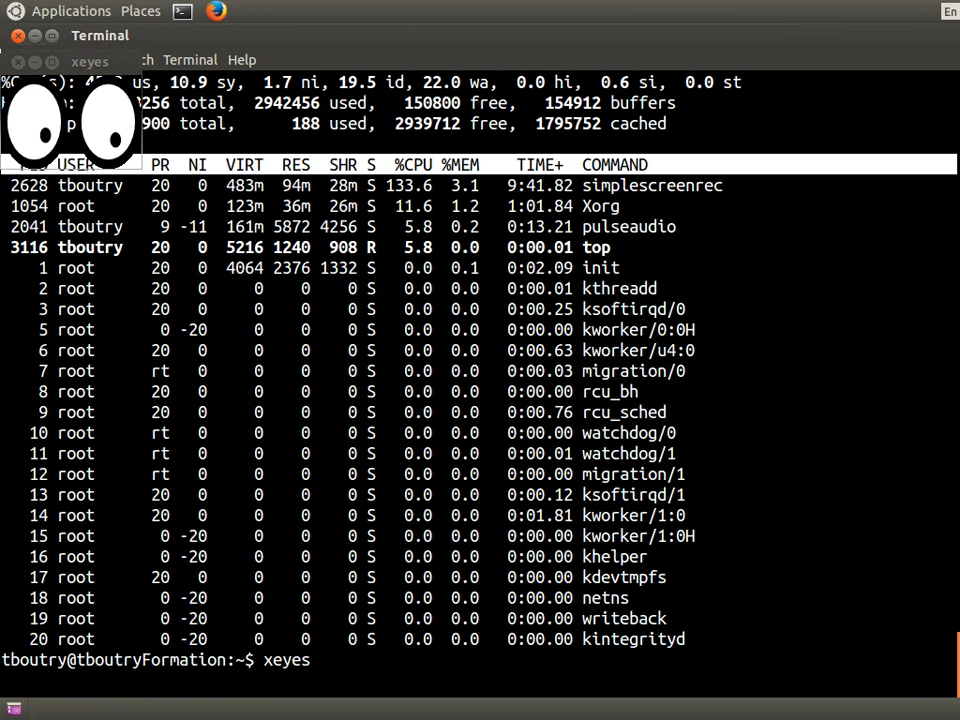 Applications Places En
Terminal
xeyes Terminal Help
us, 10.9 sy, 1.7 ni, 19.5 id, 22.0 wa, 0.0 hi, 0.6 si, 0.0 st
256 total, 2942456 used, 150800 free, 154912 buffers
900 total, 188 used, 2939712 free, 1795752 cached
USER PR NI VIRT RES SHR S %CPU %MEM TIME+ COMMAND
2628 tboutry 20 0 483m 94m 28m S 133.6 3.1 9:41.82 simplescreenrec
1054 root 20 0 123m 36m 26m S 11.6 1.2 1:01.84 Xorg
2041 tboutry 9 -11 161m 5872 4256 S 5.8 0.2 0:13.21 pulseaudio
3116 tboutry 20 0 5216 1240 908 R 5.8 0.0 0:00.01 top
1 root 20 0 4064 2376 1332 S 0.0 0.1 0:02.09 init
2 root 20 0 0 0 0 S 0.0 0.0 0:00.01 kthreadd
3 root 20 0 0 0 0 S 0.0 0.0 0:00.25 ksoftirqd/0
5 root 0 -20 0 0 0 S 0.0 0.0 0:00.00 kworker/0:0H
6 root 20 0 0 0 0 S 0.0 0.0 0:00.63 kworker/u4:0
7 root rt 0 0 0 0 S 0.0 0.0 0:00.03 migration/0
8 root 20 0 0 0 0 S 0.0 0.0 0:00.00 rcu_bh
9 root 20 0 0 0 0 S 0.0 0.0 0:00.76 rcu_sched
10 root rt 0 0 0 0 S 0.0 0.0 0:00.00 watchdog/0
11 root rt 0 0 0 0 S 0.0 0.0 0:00.01 watchdog/1
12 root rt 0 0 0 0 S 0.0 0.0 0:00.00 migration/1
13 root 20 0 0 0 0 S 0.0 0.0 0:00.12 ksoftirqd/1
14 root 20 0 0 0 0 S 0.0 0.0 0:01.81 kworker/1:0
15 root 0 -20 0 0 0 S 0.0 0.0 0:00.00 kworker/1:0H
16 root 0 -20 0 0 0 S 0.0 0.0 0:00.00 khelper
17 root 20 0 0 0 0 S 0.0 0.0 0:00.00 kdevtmpfs
18 root 0 -20 0 0 0 S 0.0 0.0 0:00.00 netns
19 root 0 -20 0 0 0 S 0.0 0.0 0:00.00 writeback
20 root 0 -20 0 0 0 S 0.0 0.0 0:00.00 kintegrityd
tboutry@tboutryFormation:~$ xeyes